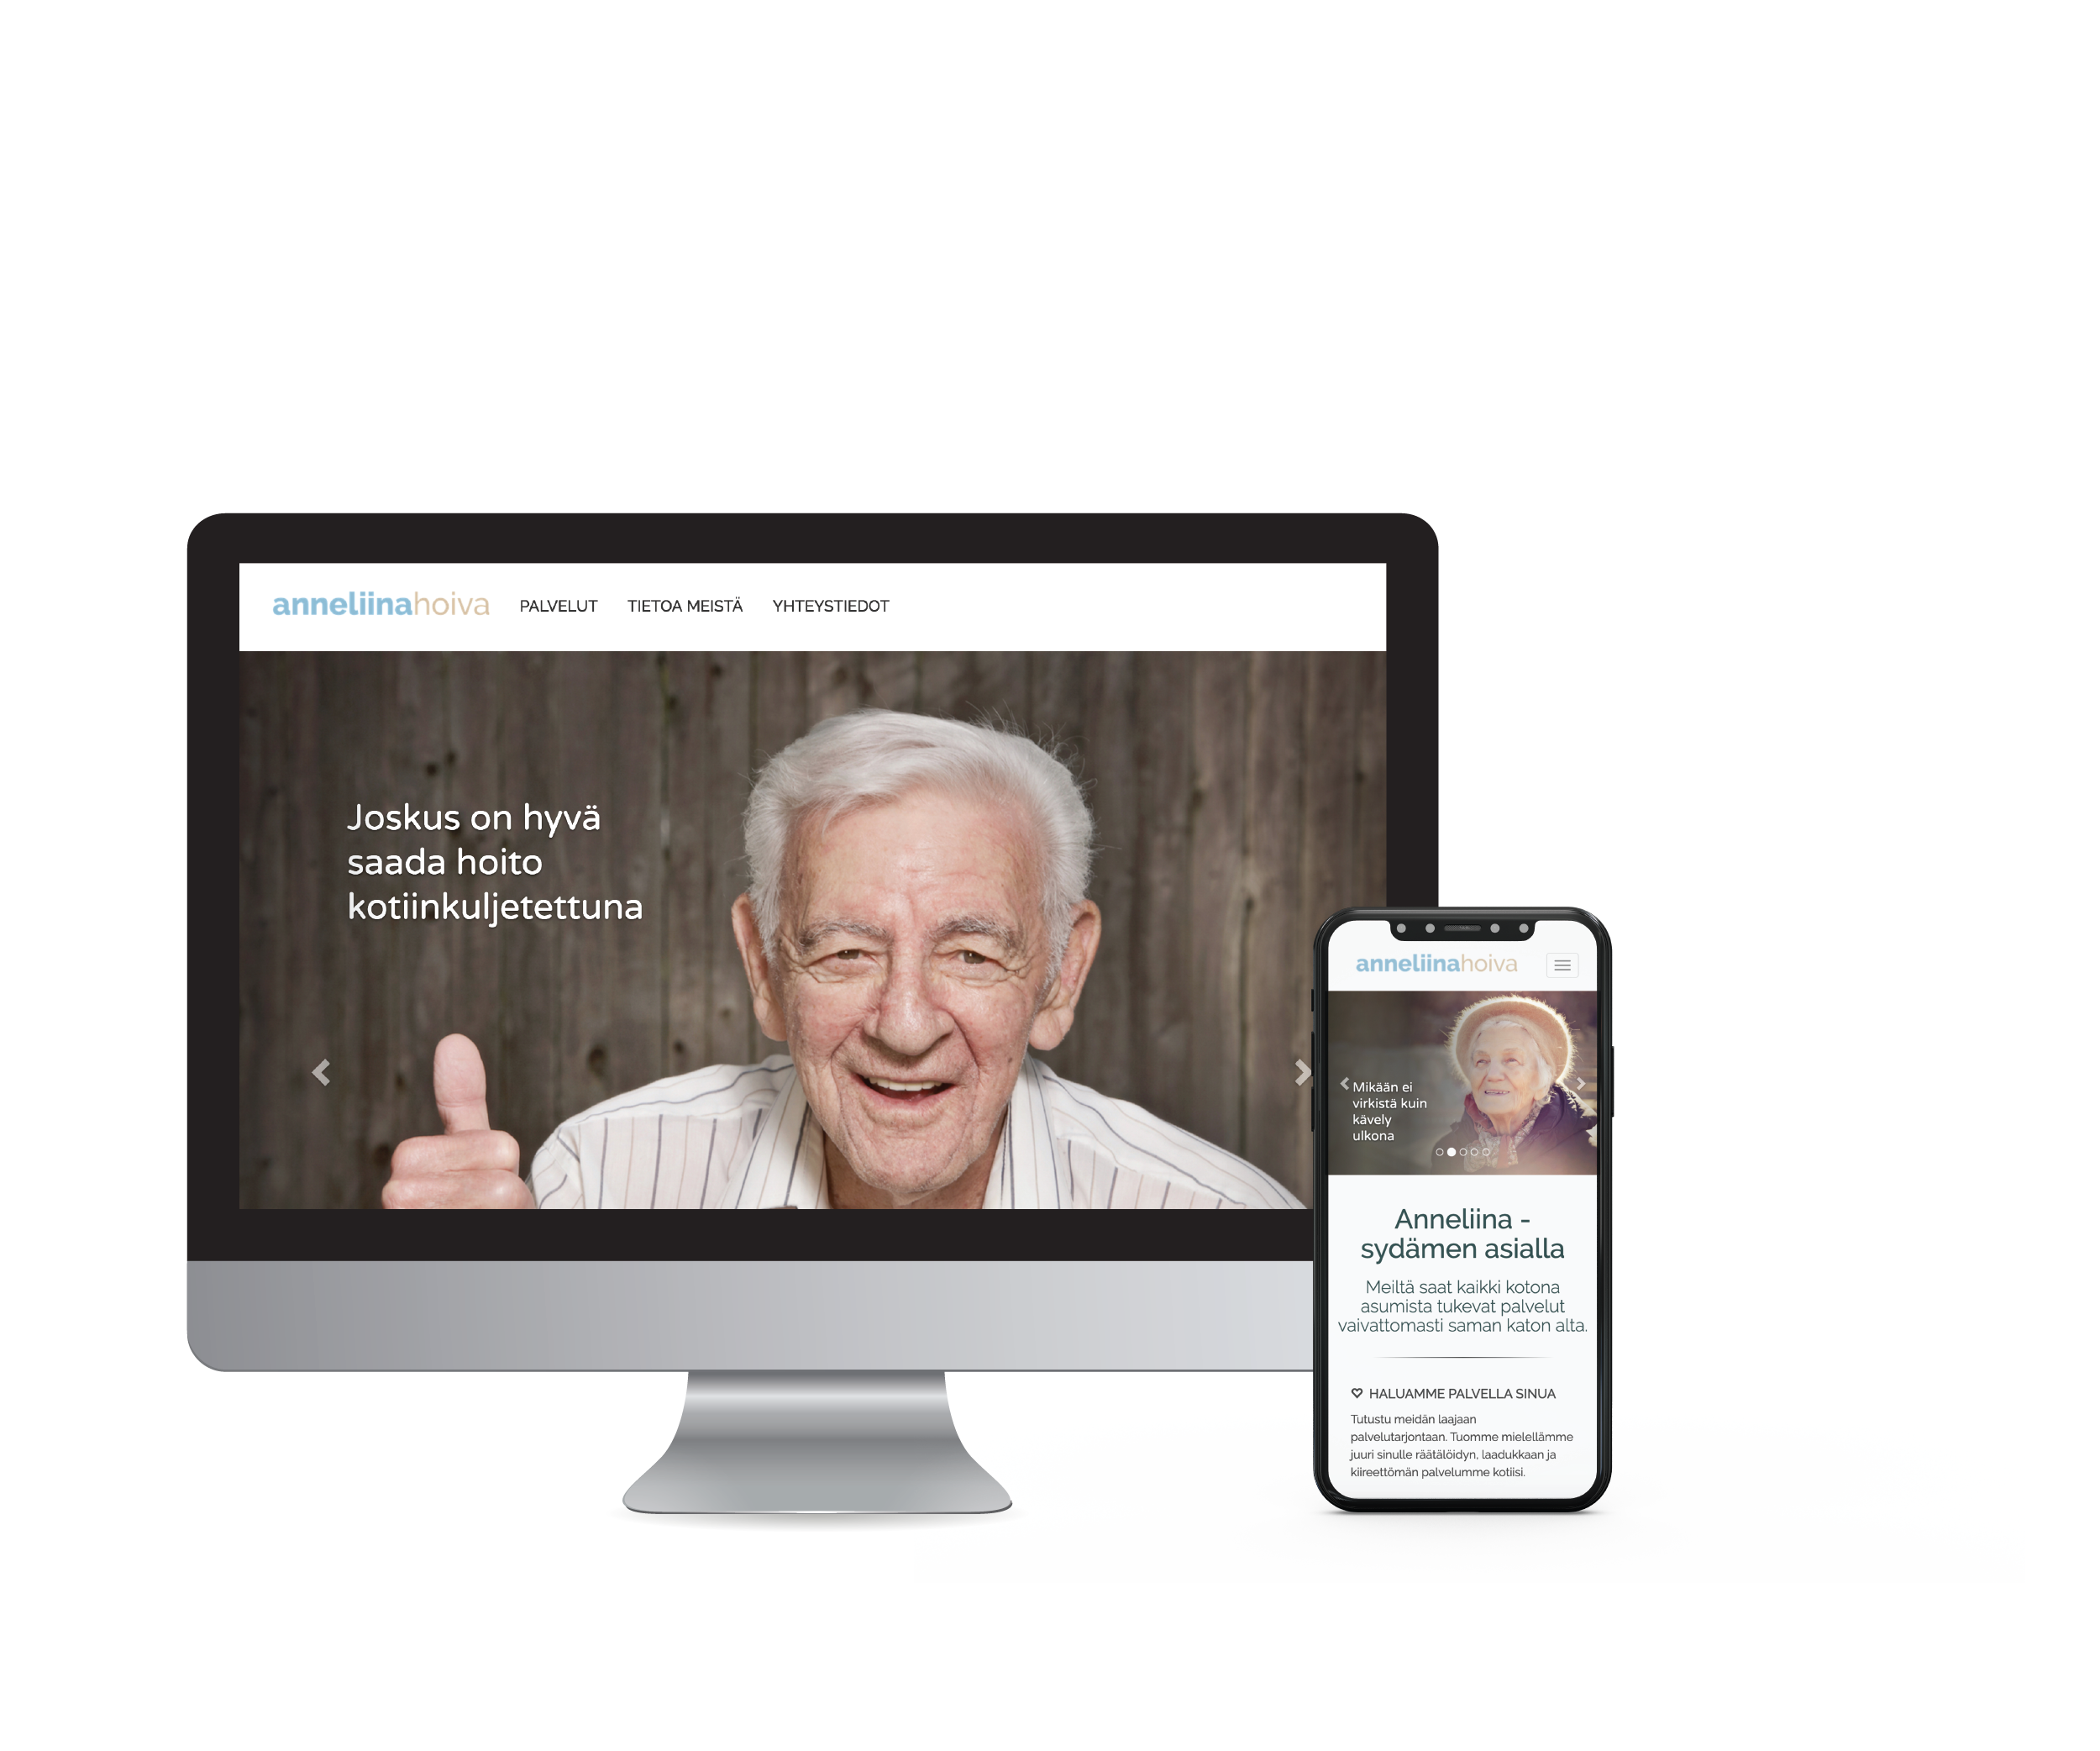 anneliinahoiva PALVELUT TIETOA MEISTÄ YHTEYSTIEDOT
Joskus on hyvä
saada hoito
kotiinkuljetettuna
anneliinahoiva
Mikään ei
virkistä kuin
kävely
ulkona
Anneliina -
sydämen asialla
Meiltä saat kaikki kotona
asumista tukevat palvelut
vaivattomasti saman katon alta.
HALUAMME PALVELLA SINUA
Tutustu meidän laajaan
palvelutarjontaan. Tuomme mielellämme
juuri sinulle räätälöidyn, laadukkaan ja
kiireettömän palvelumme kotiisi.